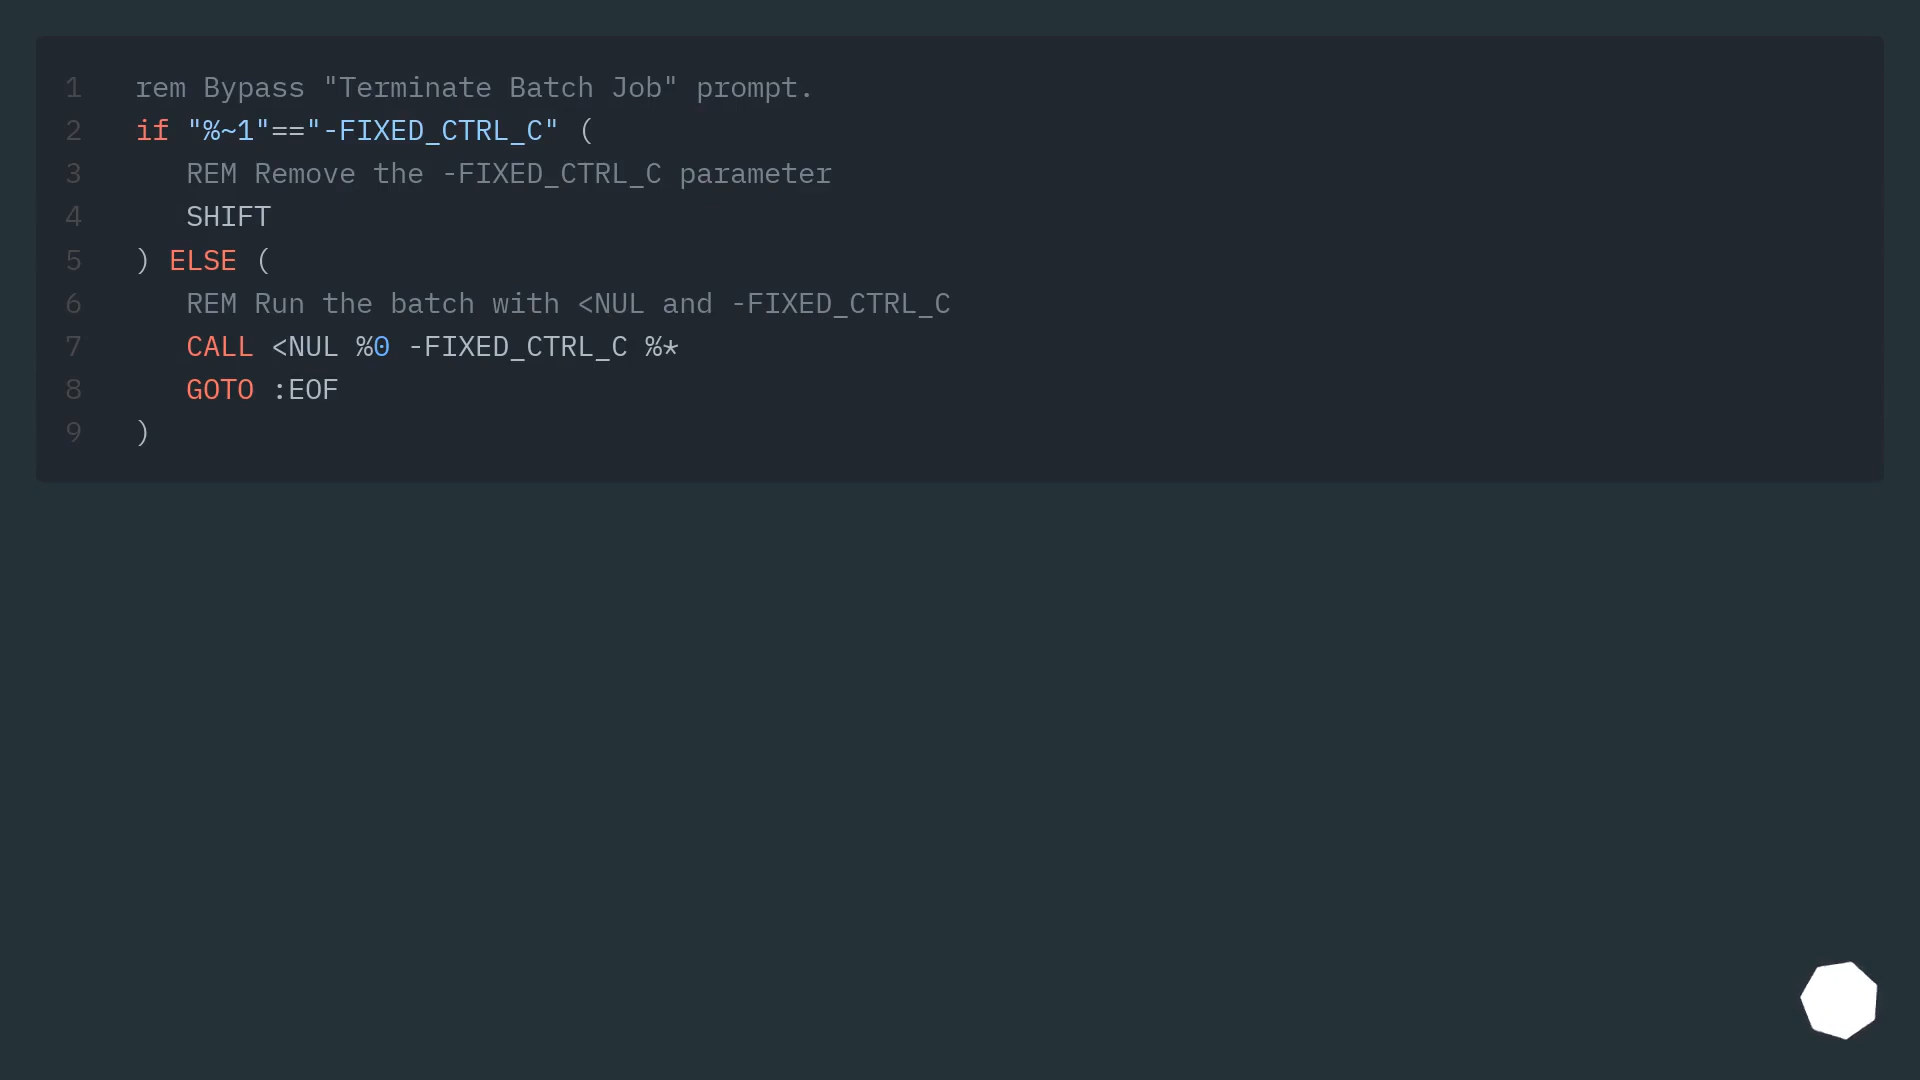 1 rem Bypass "Terminate Batch Job" prompt.
2 if "%~1"=="-FIXED_CTRL_C" (
3    REM Remove the -FIXED_CTRL_C parameter
4    SHIFT
5 ) ELSE (
6    REM Run the batch with <NUL and -FIXED_CTRL_C
7    CALL <NUL %0 -FIXED_CTRL_C %*
8    GOTO :EOF
9 )